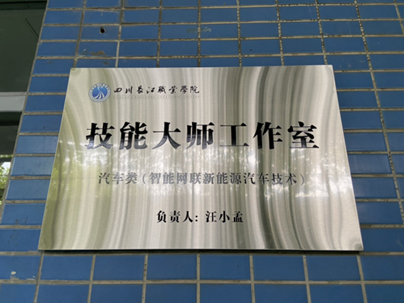 四川长江职业学院
技能大师工作室
汽车类(智能网联新能源汽车技术)
负责人: 汪小孟